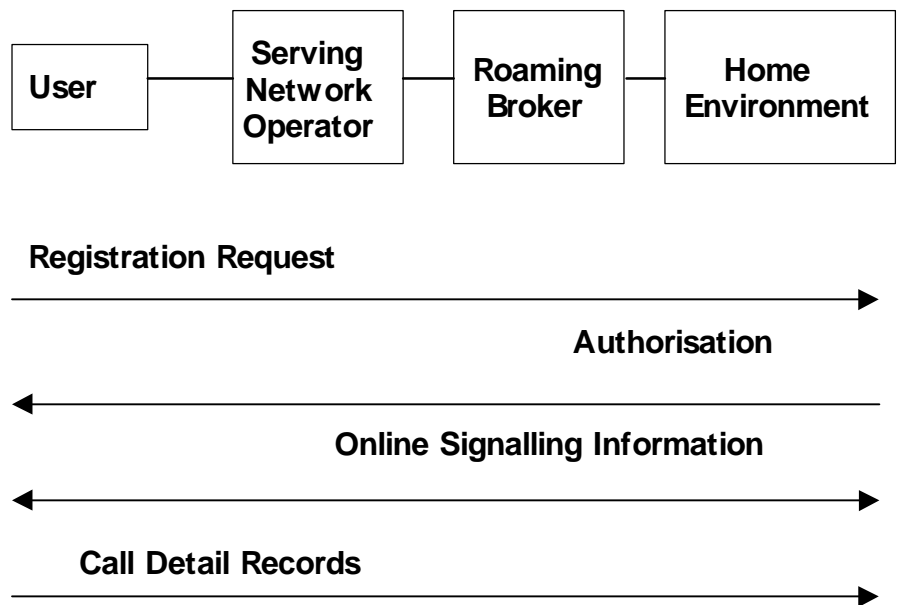 User
Serving
Network
Operator
Roaming
Broker
Home
Environment
Registration Request
Authorisation
Online Signalling Information
Call Detail Records